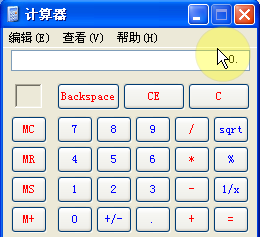 计算器
编辑(E) 查看(V) 帮助(H)
0.
Backspace CE C
MC 7 8 9 / sqrt
MR 4 5 6 * %
MS 1 2 3 - 1/x
M+ 0 +/- . + =